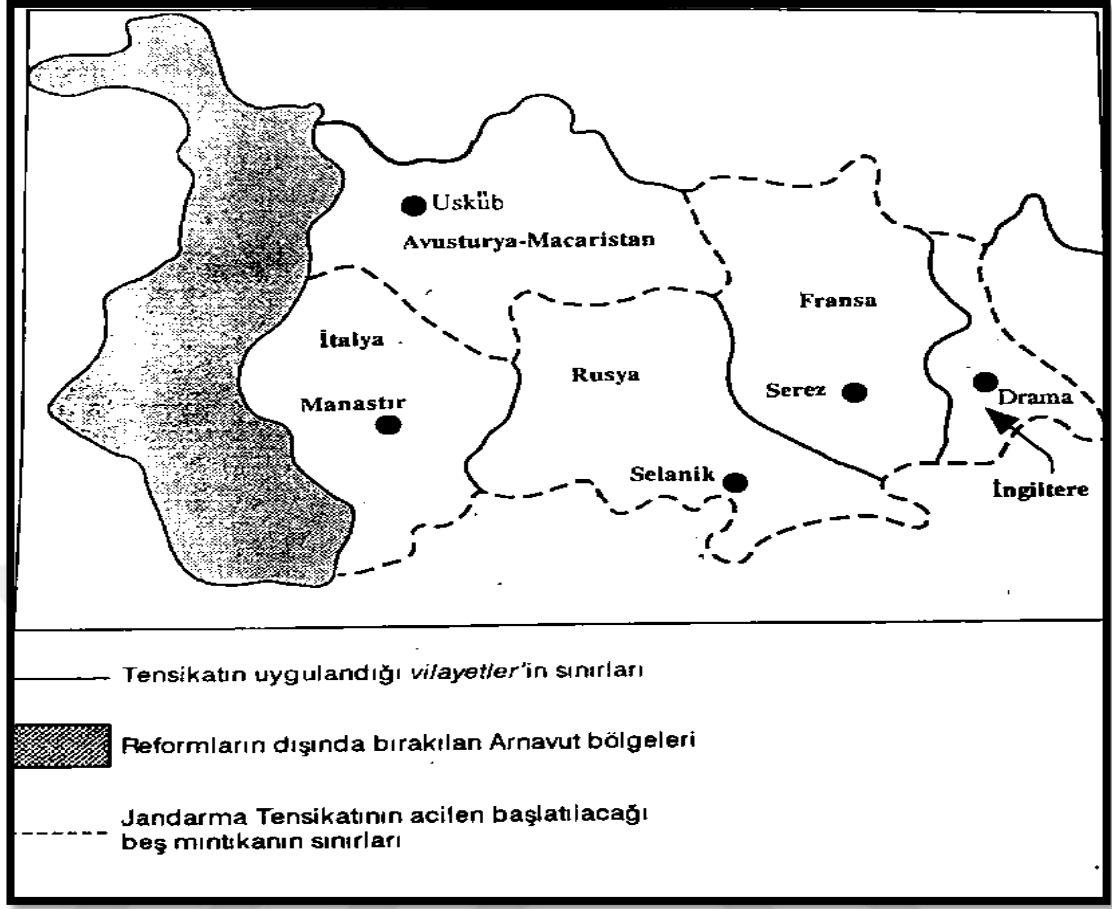 Usküb
Avusturya-Macaristan
Fransa
İtalya
Rusya
Manastır
Serez
Drama
Selanik
İngiltere
Tensikatın uygulandığı vilayetler'in sınırları
Reformların dışında bırakılan Arnavut bölgeleri
Jandarma Tensikatının acilen başlatılacağı
beş mıntıkanın sınırları